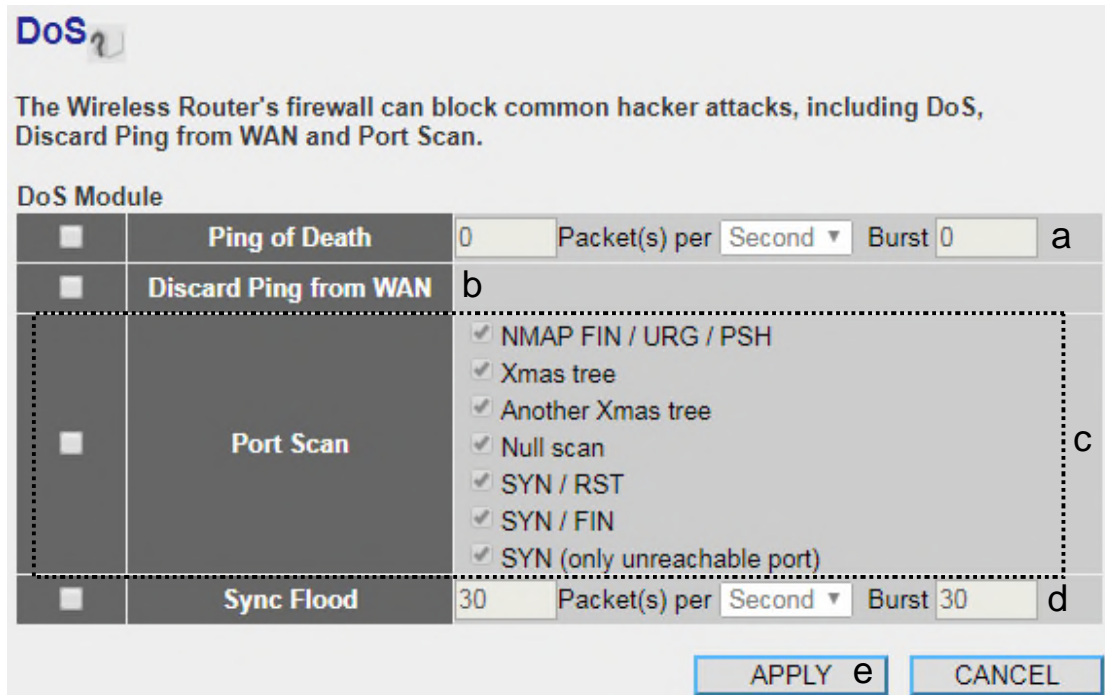 DoS
The Wireless Router's firewall can block common hacker attacks, including DoS,
Discard Ping from WAN and Port Scan.
DoS Module
Ping of Death 0 Packet(s) per Second Burst 0 a
Discard Ping from WAN b
NMAP FIN / URG / PSH
Xmas tree
Another Xmas tree
Port Scan Null scan c
SYN / RST
SYN / FIN
SYN (only unreachable port)
Sync Flood 30 Packet(s) per Second Burst 30 d
APPLY e CANCEL